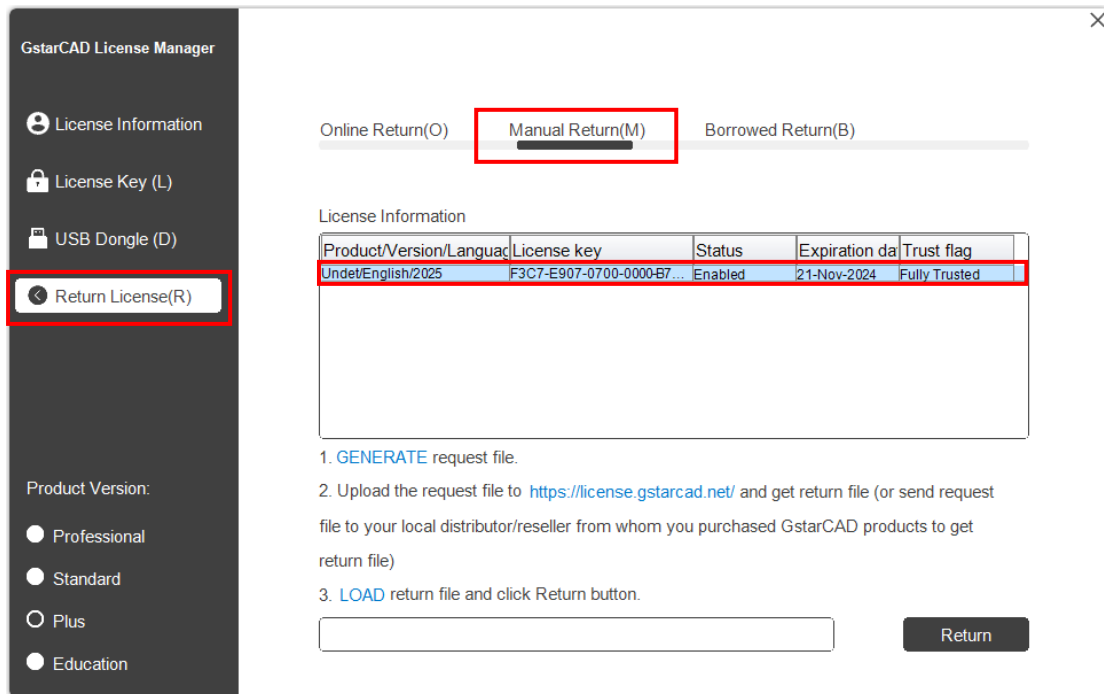 GstarCAD License Manager
License Information
License Key (L)
USB Dongle (D)
Return License(R)
Product Version:
Professional
Standard
Plus
Education
Online Return(O) Manual Return(M) Borrowed Return(B)
License Information
Product/Version/Languag License key Status Expiration da Trust flag
Undet/English/2025 F3C7-E907-0700-0000-B7... Enabled 21-Nov-2024 Fully Trusted
1. GENERATE request file.
2. Upload the request file to https://license.gstarcad.net/ and get return file (or send request
file to your local distributor/reseller from whom you purchased GstarCAD products to get
return file)
3. LOAD return file and click Return button.
Return